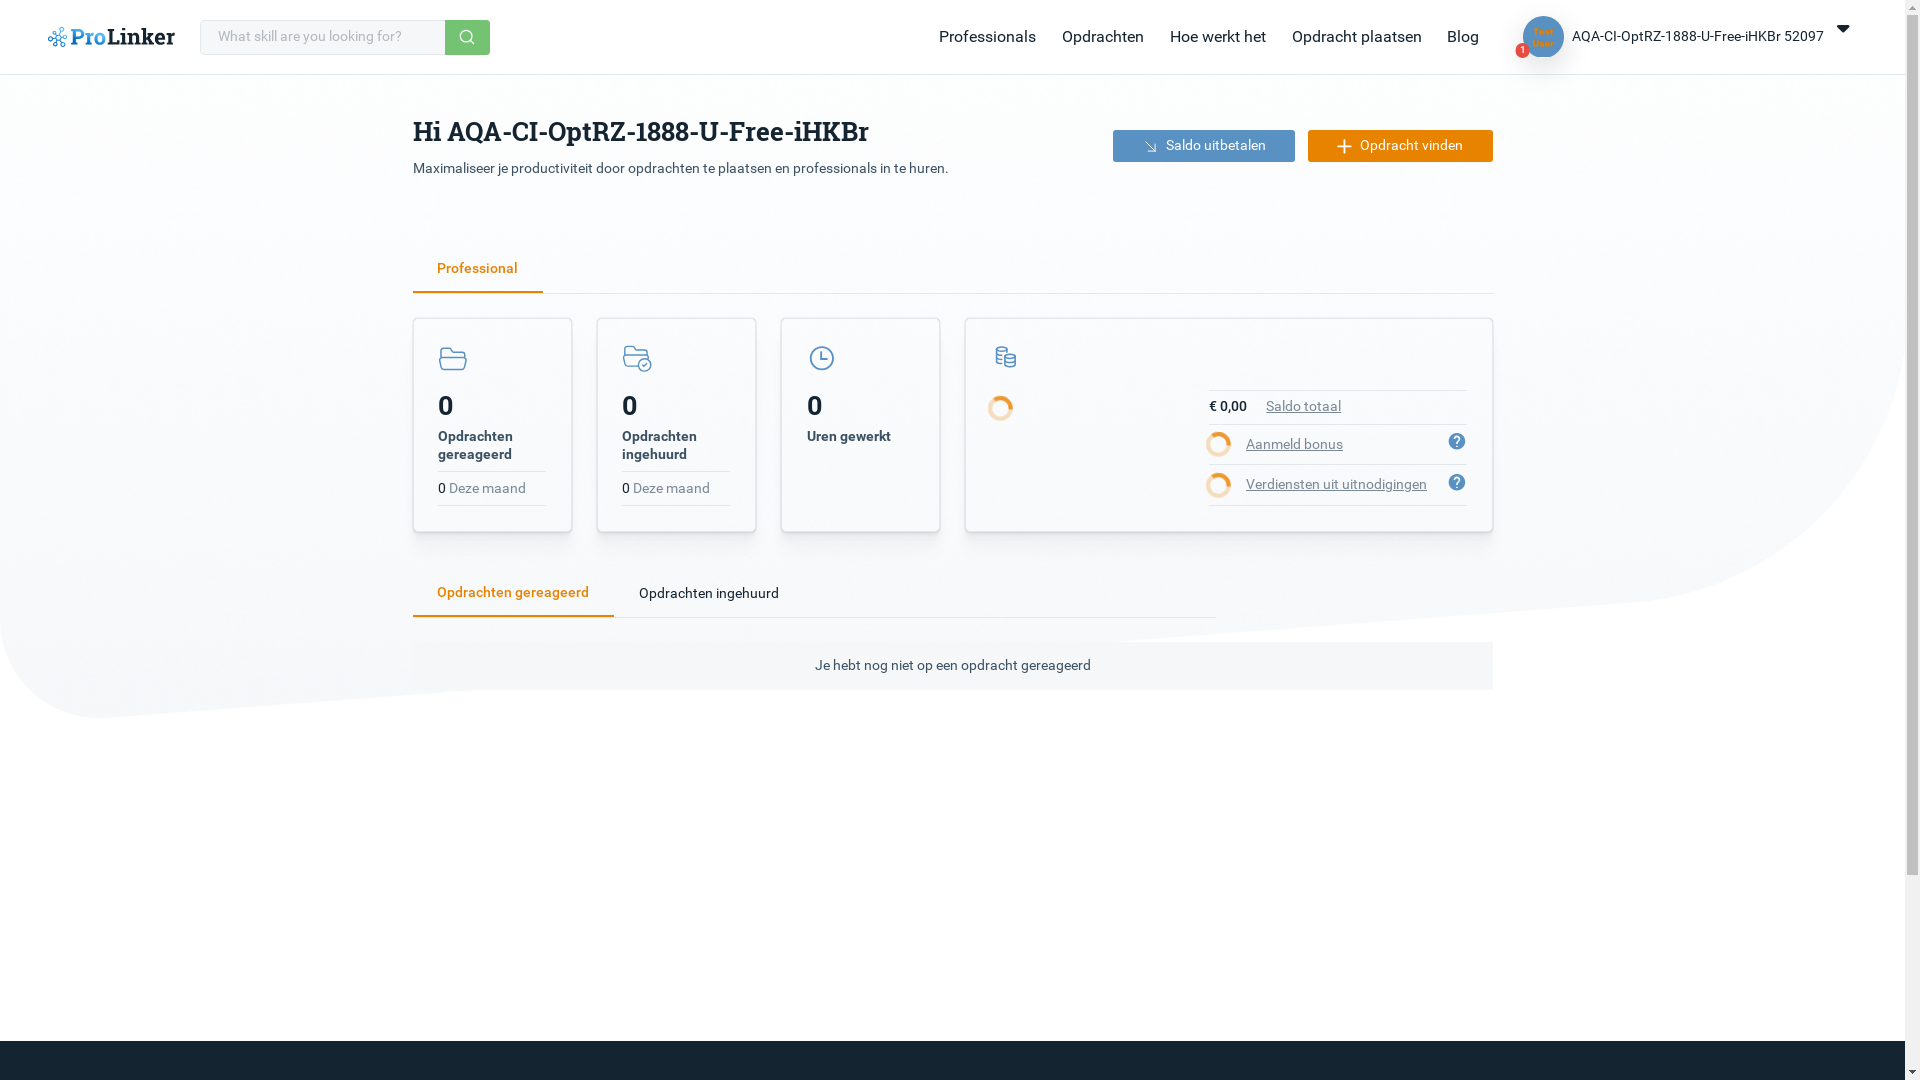 ProLinker
What skill are you looking for?
Professionals
Opdrachten
Hoe werkt het
Opdracht plaatsen
Blog
Test
User
1
AQA-CI-OptRZ-1888-U-Free-iHKBr 52097
Hi AQA-CI-OptRZ-1888-U-Free-iHKBr
Maximaliseer je productiviteit door opdrachten te plaatsen en professionals in te huren.
Saldo uitbetalen
Opdracht vinden
Professional
0
Opdrachten
gereageerd
0 Deze maand
0
Opdrachten
ingehuurd
0 Deze maand
0
Uren gewerkt
€ 0,00 Saldo totaal
Aanmeld bonus ?
Verdiensten uit uitnodigingen ?
Opdrachten gereageerd
Opdrachten ingehuurd
Je hebt nog niet op een opdracht gereageerd